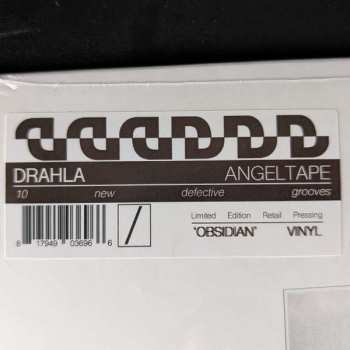 DRAHLA ANGELTAPE
10 new defective grooves
Limited Edition Retail Pressing
"OBSIDIAN" VINYL
8 17949 03696 6